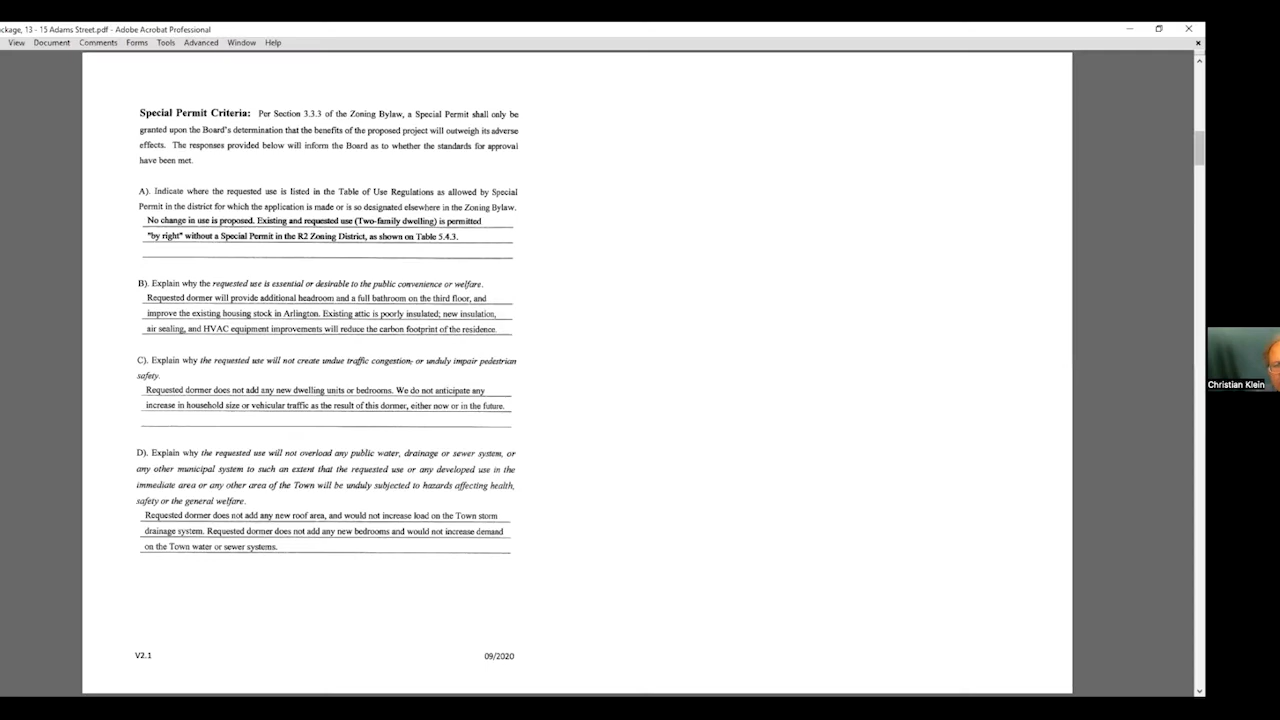 ckage, 13 - 15 Adams Street.pdf - Adobe Acrobat Professional
View Document Comments Forms Tools Advanced Window Help
Special Permit Criteria: Per Section 3.3.3 of the Zoning Bylaw, a Special Permit shall only be
granted upon the Board's determination that the benefits of the proposed project will outweigh its adverse
effects. The responses provided below will inform the Board as to whether the standards for approval
have been met.
A). Indicate where the requested use is listed in the Table of Use Regulations as allowed by Special
Permit in the district for which the application is made or is so designated elsewhere in the Zoning Bylaw.
No change in use is proposed. Existing and requested use (Two-family dwelling) is permitted
"by right" without a Special Permit in the R2 Zoning District, as shown on Table 5.4.3.
B). Explain why the requested use is essential or desirable to the public convenience or welfare.
Requested dormer will provide additional headroom and a full bathroom on the third floor, and
improve the existing housing stock in Arlington. Existing attic is poorly insulated; new insulation,
air sealing, and HVAC equipment improvements will reduce the carbon footprint of the residence.
C). Explain why the requested use will not create undue traffic congestion, or unduly impair pedestrian
safety.
Requested dormer does not add any new dwelling units or bedrooms. We do not anticipate any
increase in household size or vehicular traffic as the result of this dormer, either now or in the future.
D). Explain why the requested use will not overload any public water, drainage or sewer system, or
any other municipal system to such an extent that the requested use or any developed use in the
immediate area or any other area of the Town will be unduly subjected to hazards affecting health,
safety or the general welfare.
Requested dormer does not add any new roof area, and would not increase load on the Town storm
drainage system. Requested dormer does not add any new bedrooms and would not increase demand
on the Town water or sewer systems.
V2.1 09/2020
Christian Klein